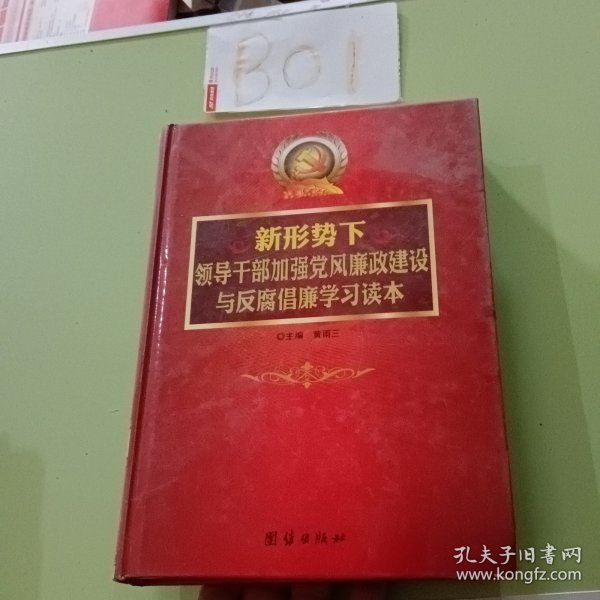 B01
新形势下
领导干部加强党风廉政建设
与反腐倡廉学习读本
◎主编 黄雨三
团结出版社
孔夫子旧书网
www.kongfz.com